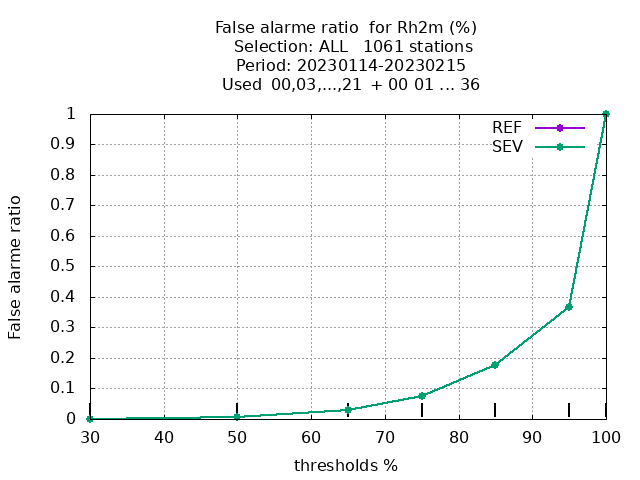 False alarme ratio  for Rh2m (%)
Selection: ALL   1061 stations
Period: 20230114-20230215
Used  00,03,...,21  + 00 01 ... 36
1
0.9
0.8
0.7
0.6
0.5
0.4
0.3
0.2
0.1
0
False alarme ratio
REF
SEV
30 40 50 60 70 80 90 100
thresholds %